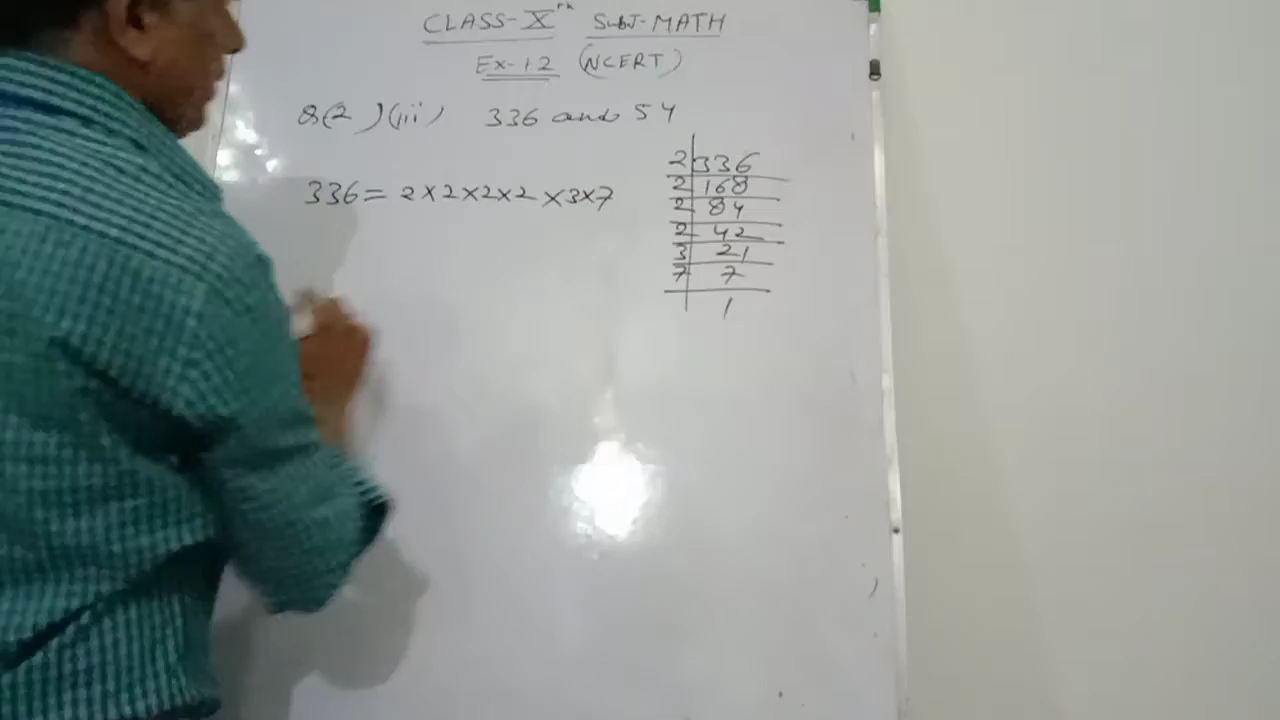 CLASS-Xth SUBJ-MATH
EX-1.2 (NCERT)
Q(2)(iii) 336 and 54
336= 2×2×2×2×3×7
2|336
2|168
2|84
2|42
3|21
7|7
1